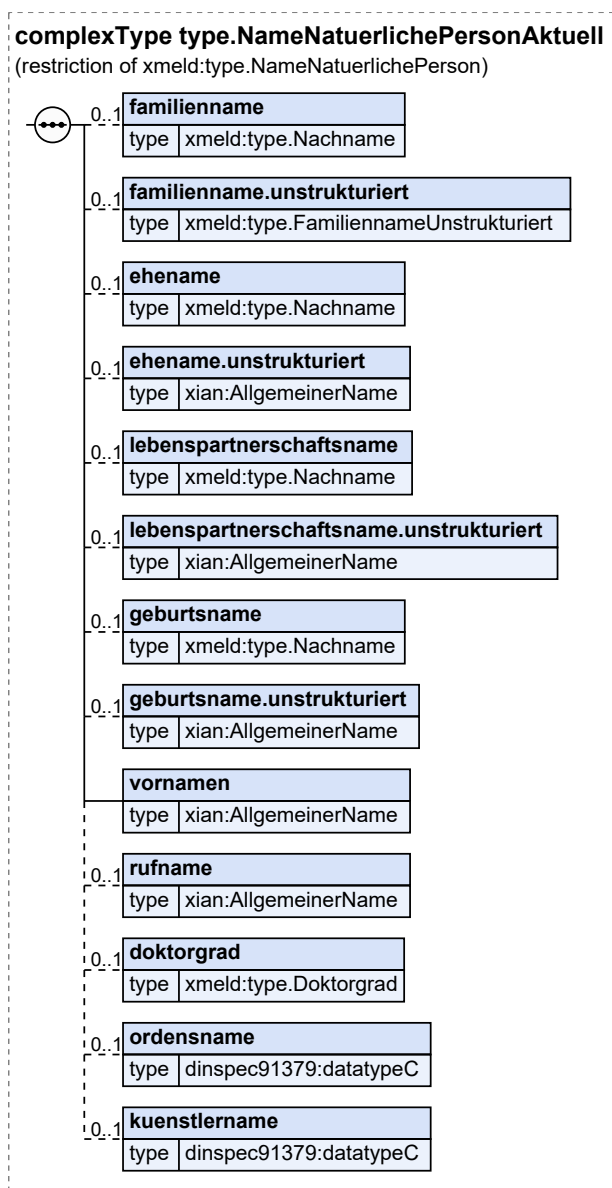 complexType type.NameNatuerlichePersonAktuell
(restriction of xmeld:type.NameNatuerlichePerson)
0..1 familienname
type xmeld:type.Nachname
0..1 familienname.unstrukturiert
type xmeld:type.FamiliennameUnstrukturiert
0..1 ehename
type xmeld:type.Nachname
0..1 ehename.unstrukturiert
type xian:AllgemeinerName
0..1 lebenspartnerschaftsname
type xmeld:type.Nachname
0..1 lebenspartnerschaftsname.unstrukturiert
type xian:AllgemeinerName
0..1 geburtsname
type xmeld:type.Nachname
0..1 geburtsname.unstrukturiert
type xian:AllgemeinerName
vornamen
type xian:AllgemeinerName
0..1 rufname
type xian:AllgemeinerName
0..1 doktorgrad
type xmeld:type.Doktorgrad
0..1 ordensname
type dinspec91379:datatypeC
0..1 kuenstlername
type dinspec91379:datatypeC